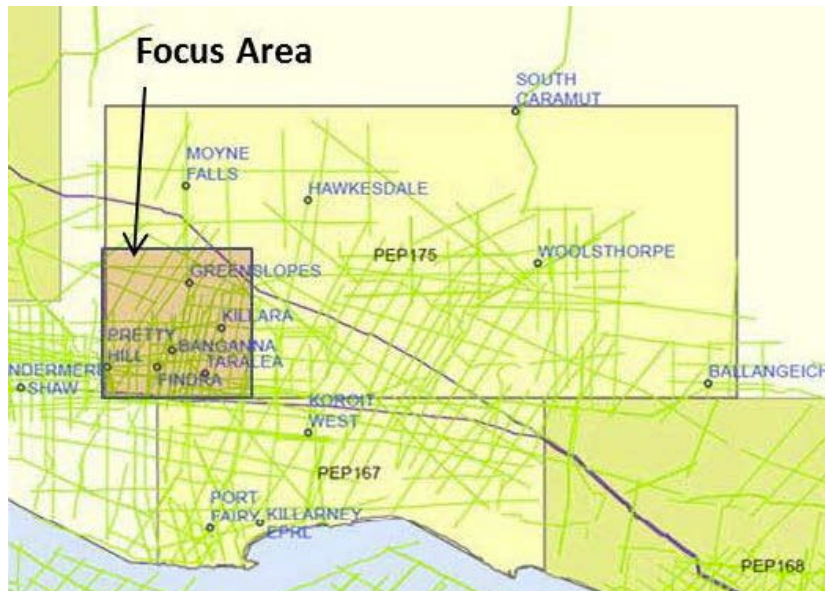 Focus Area
SOUTH
CARAMUT
MOYNE
FALLS
HAWKESDALE
PEP175
WOOLSTHORPE
GREENSLOPES
KILLARA
PRETTY
HILL
BANGANNA
TARALEA
FINDRA
NDERMERE
SHAW
BALLANGEICH
KOROIT
WEST
PEP167
PORT
FAIRY
KILLARNEY
EPRL
PEP168